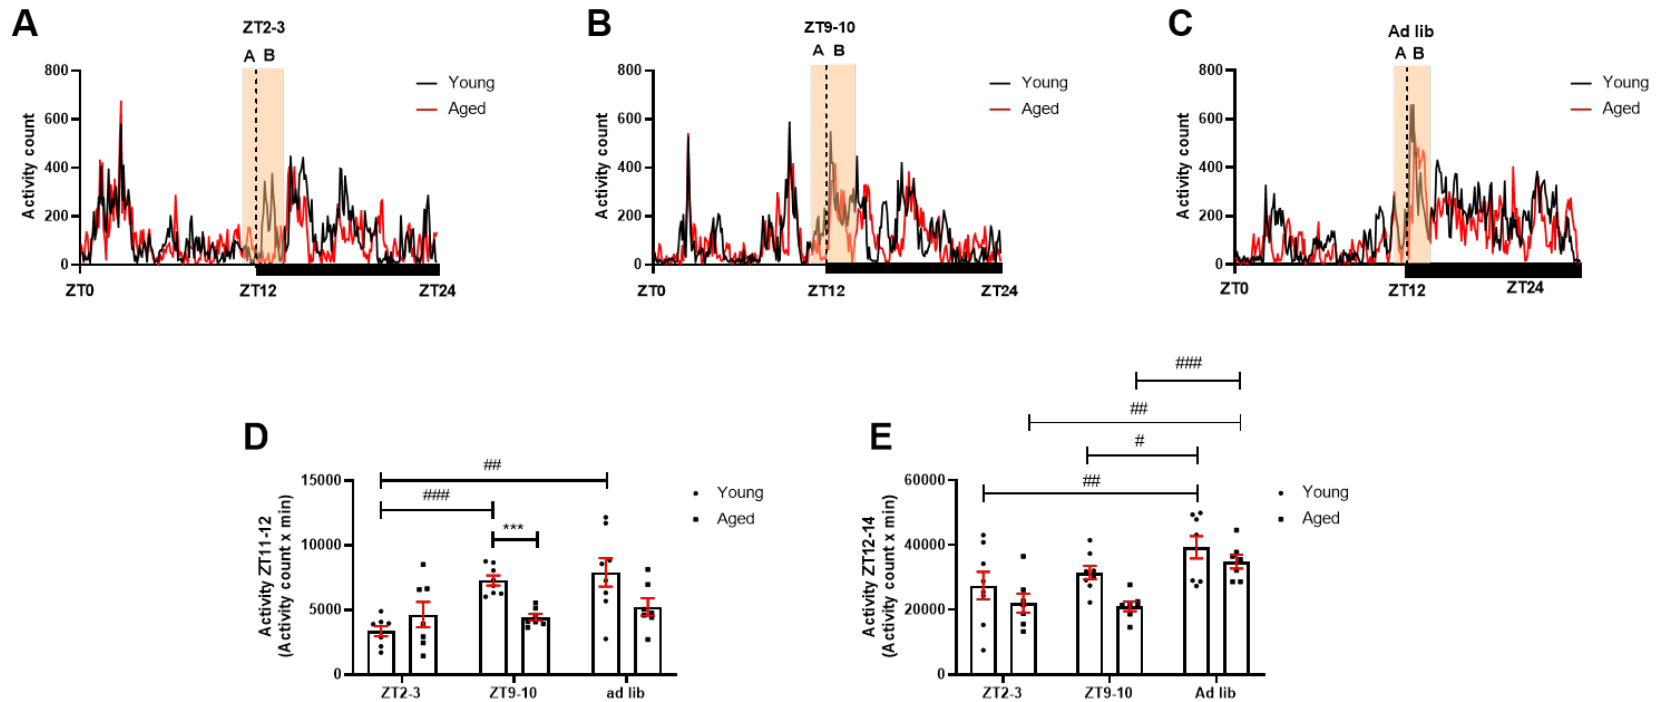 A
ZT2-3
A B
800
600
400
200
0
Activity count
Young
Aged
ZT0
ZT12
ZT24
B
ZT9-10
A B
800
600
400
200
0
Activity count
Young
Aged
ZT0
ZT12
ZT24
C
Ad lib
A B
800
600
400
200
0
Activity count
Young
Aged
ZT0
ZT12
ZT24
D
##
###
***
15000
10000
5000
0
Activity ZT11-12
(Activity count x min)
Young
Aged
ZT2-3
ZT9-10
ad lib
E
###
##
#
##
60000
40000
20000
0
Activity ZT12-14
(Activity count x min)
Young
Aged
ZT2-3
ZT9-10
Ad lib